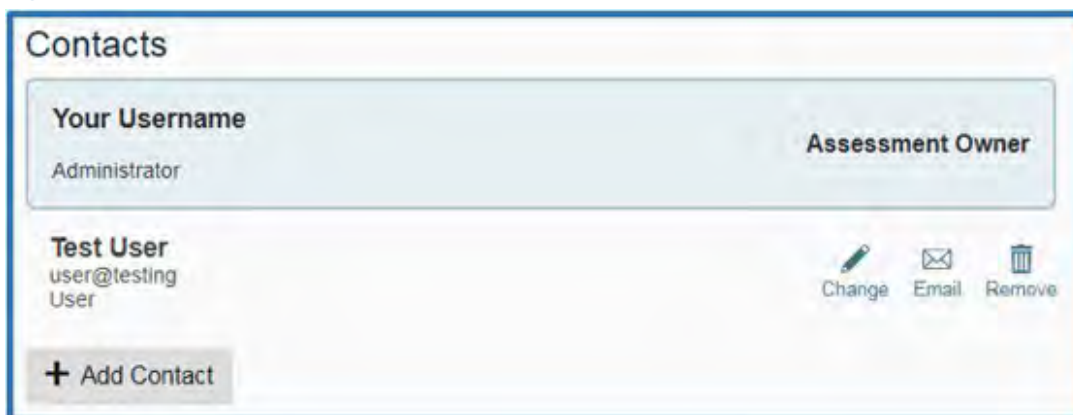 Contacts
Your Username
Assessment Owner
Administrator
Test User
user@testing
User
Change Email Remove
+ Add Contact